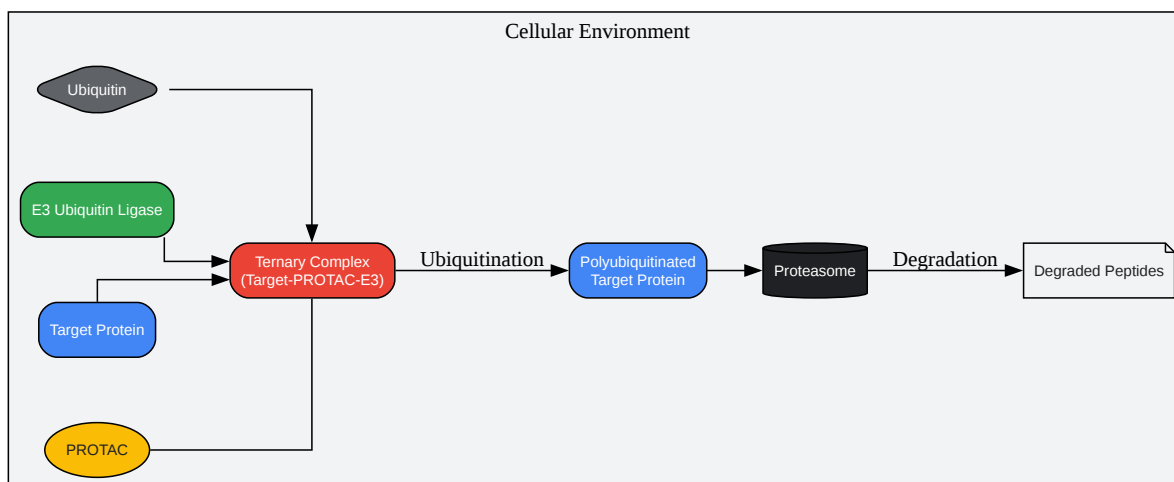 Cellular Environment
Ubiquitin
E3 Ubiquitin Ligase
Target Protein
PROTAC
Ternary Complex
(Target-PROTAC-E3)
Ubiquitination
Polyubiquitinated
Target Protein
Proteasome
Degradation
Degraded Peptides